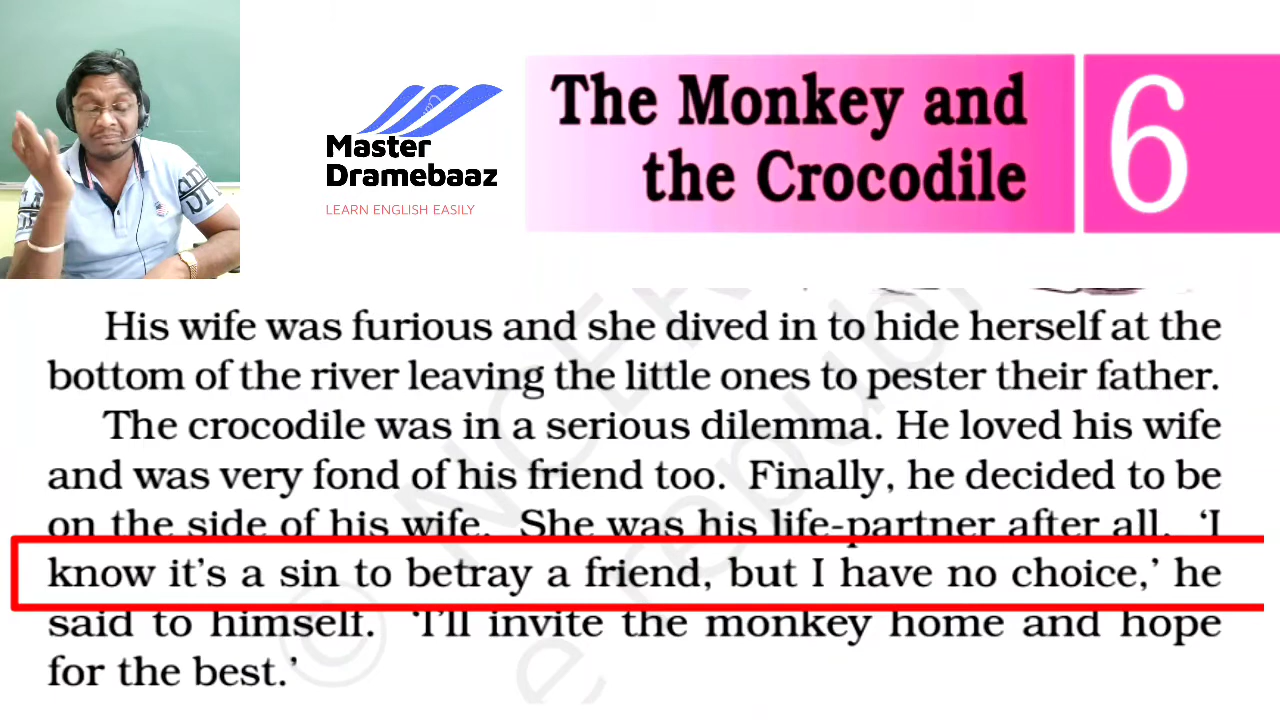 Master
Dramebaaz
LEARN ENGLISH EASILY
The Monkey and
the Crocodile
6
His wife was furious and she dived in to hide herself at the
bottom of the river leaving the little ones to pester their father.
The crocodile was in a serious dilemma. He loved his wife
and was very fond of his friend too. Finally, he decided to be
on the side of his wife. She was his life-partner after all. ‘I
know it’s a sin to betray a friend, but I have no choice,’ he
said to himself. ‘I’ll invite the monkey home and hope
for the best.’